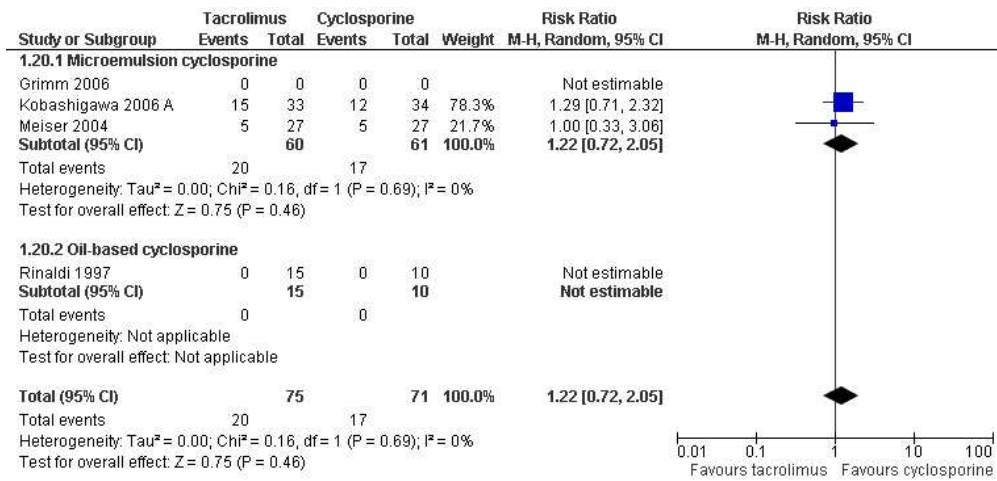 Tacrolimus Cyclosporine Risk Ratio Risk Ratio
Study or Subgroup Events Total Events Total Weight M-H, Random, 95% CI M-H, Random, 95% CI
1.20.1 Microemulsion cyclosporine
Grimm 2006 0 0 0 0 Not estimable
Kobashigawa 2006 A 15 33 12 34 78.3% 1.29 [0.71, 2.32]
Meiser 2004 5 27 5 27 21.7% 1.00 [0.33, 3.06]
Subtotal (95% CI) 60 61 100.0% 1.22 [0.72, 2.05]
Total events 20 17
Heterogeneity: Tau² = 0.00; Chi² = 0.16, df = 1 (P = 0.69); I² = 0%
Test for overall effect: Z = 0.75 (P = 0.46)
1.20.2 Oil-based cyclosporine
Rinaldi 1997 0 15 0 10 Not estimable
Subtotal (95% CI) 15 10 Not estimable
Total events 0 0
Heterogeneity: Not applicable
Test for overall effect: Not applicable
Total (95% CI) 75 71 100.0% 1.22 [0.72, 2.05]
Total events 20 17
Heterogeneity: Tau² = 0.00; Chi² = 0.16, df = 1 (P = 0.69); I² = 0%
Test for overall effect: Z = 0.75 (P = 0.46)
0.01 0.1 1 10 100
Favours tacrolimus Favours cyclosporine